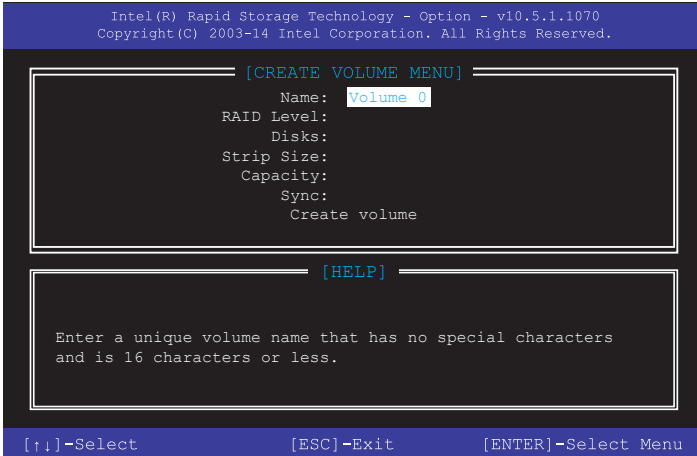 Intel(R) Rapid Storage Technology - Option - v10.5.1.1070
Copyright(C) 2003-14 Intel Corporation. All Rights Reserved.
[CREATE VOLUME MENU]
Name: Volume 0
RAID Level:
Disks:
Strip Size:
Capacity:
Sync:
Create volume
[HELP]
Enter a unique volume name that has no special characters
and is 16 characters or less.
[↑↓]-Select [ESC]-Exit [ENTER]-Select Menu